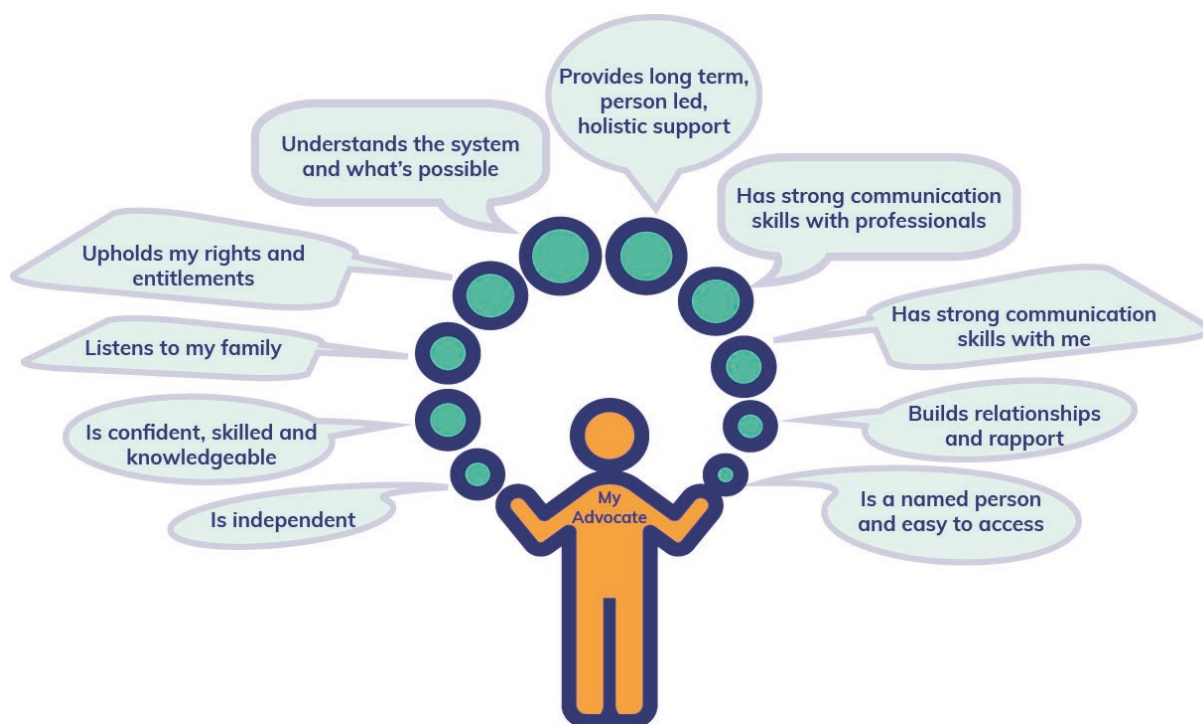 Provides long term,
person led,
holistic support
Understands the system
and what's possible
Has strong communication
skills with professionals
Upholds my rights and
entitlements
Has strong communication
skills with me
Listens to my family
Is confident, skilled and
knowledgeable
Builds relationships
and rapport
Is independent
Is a named person
and easy to access
My
Advocate